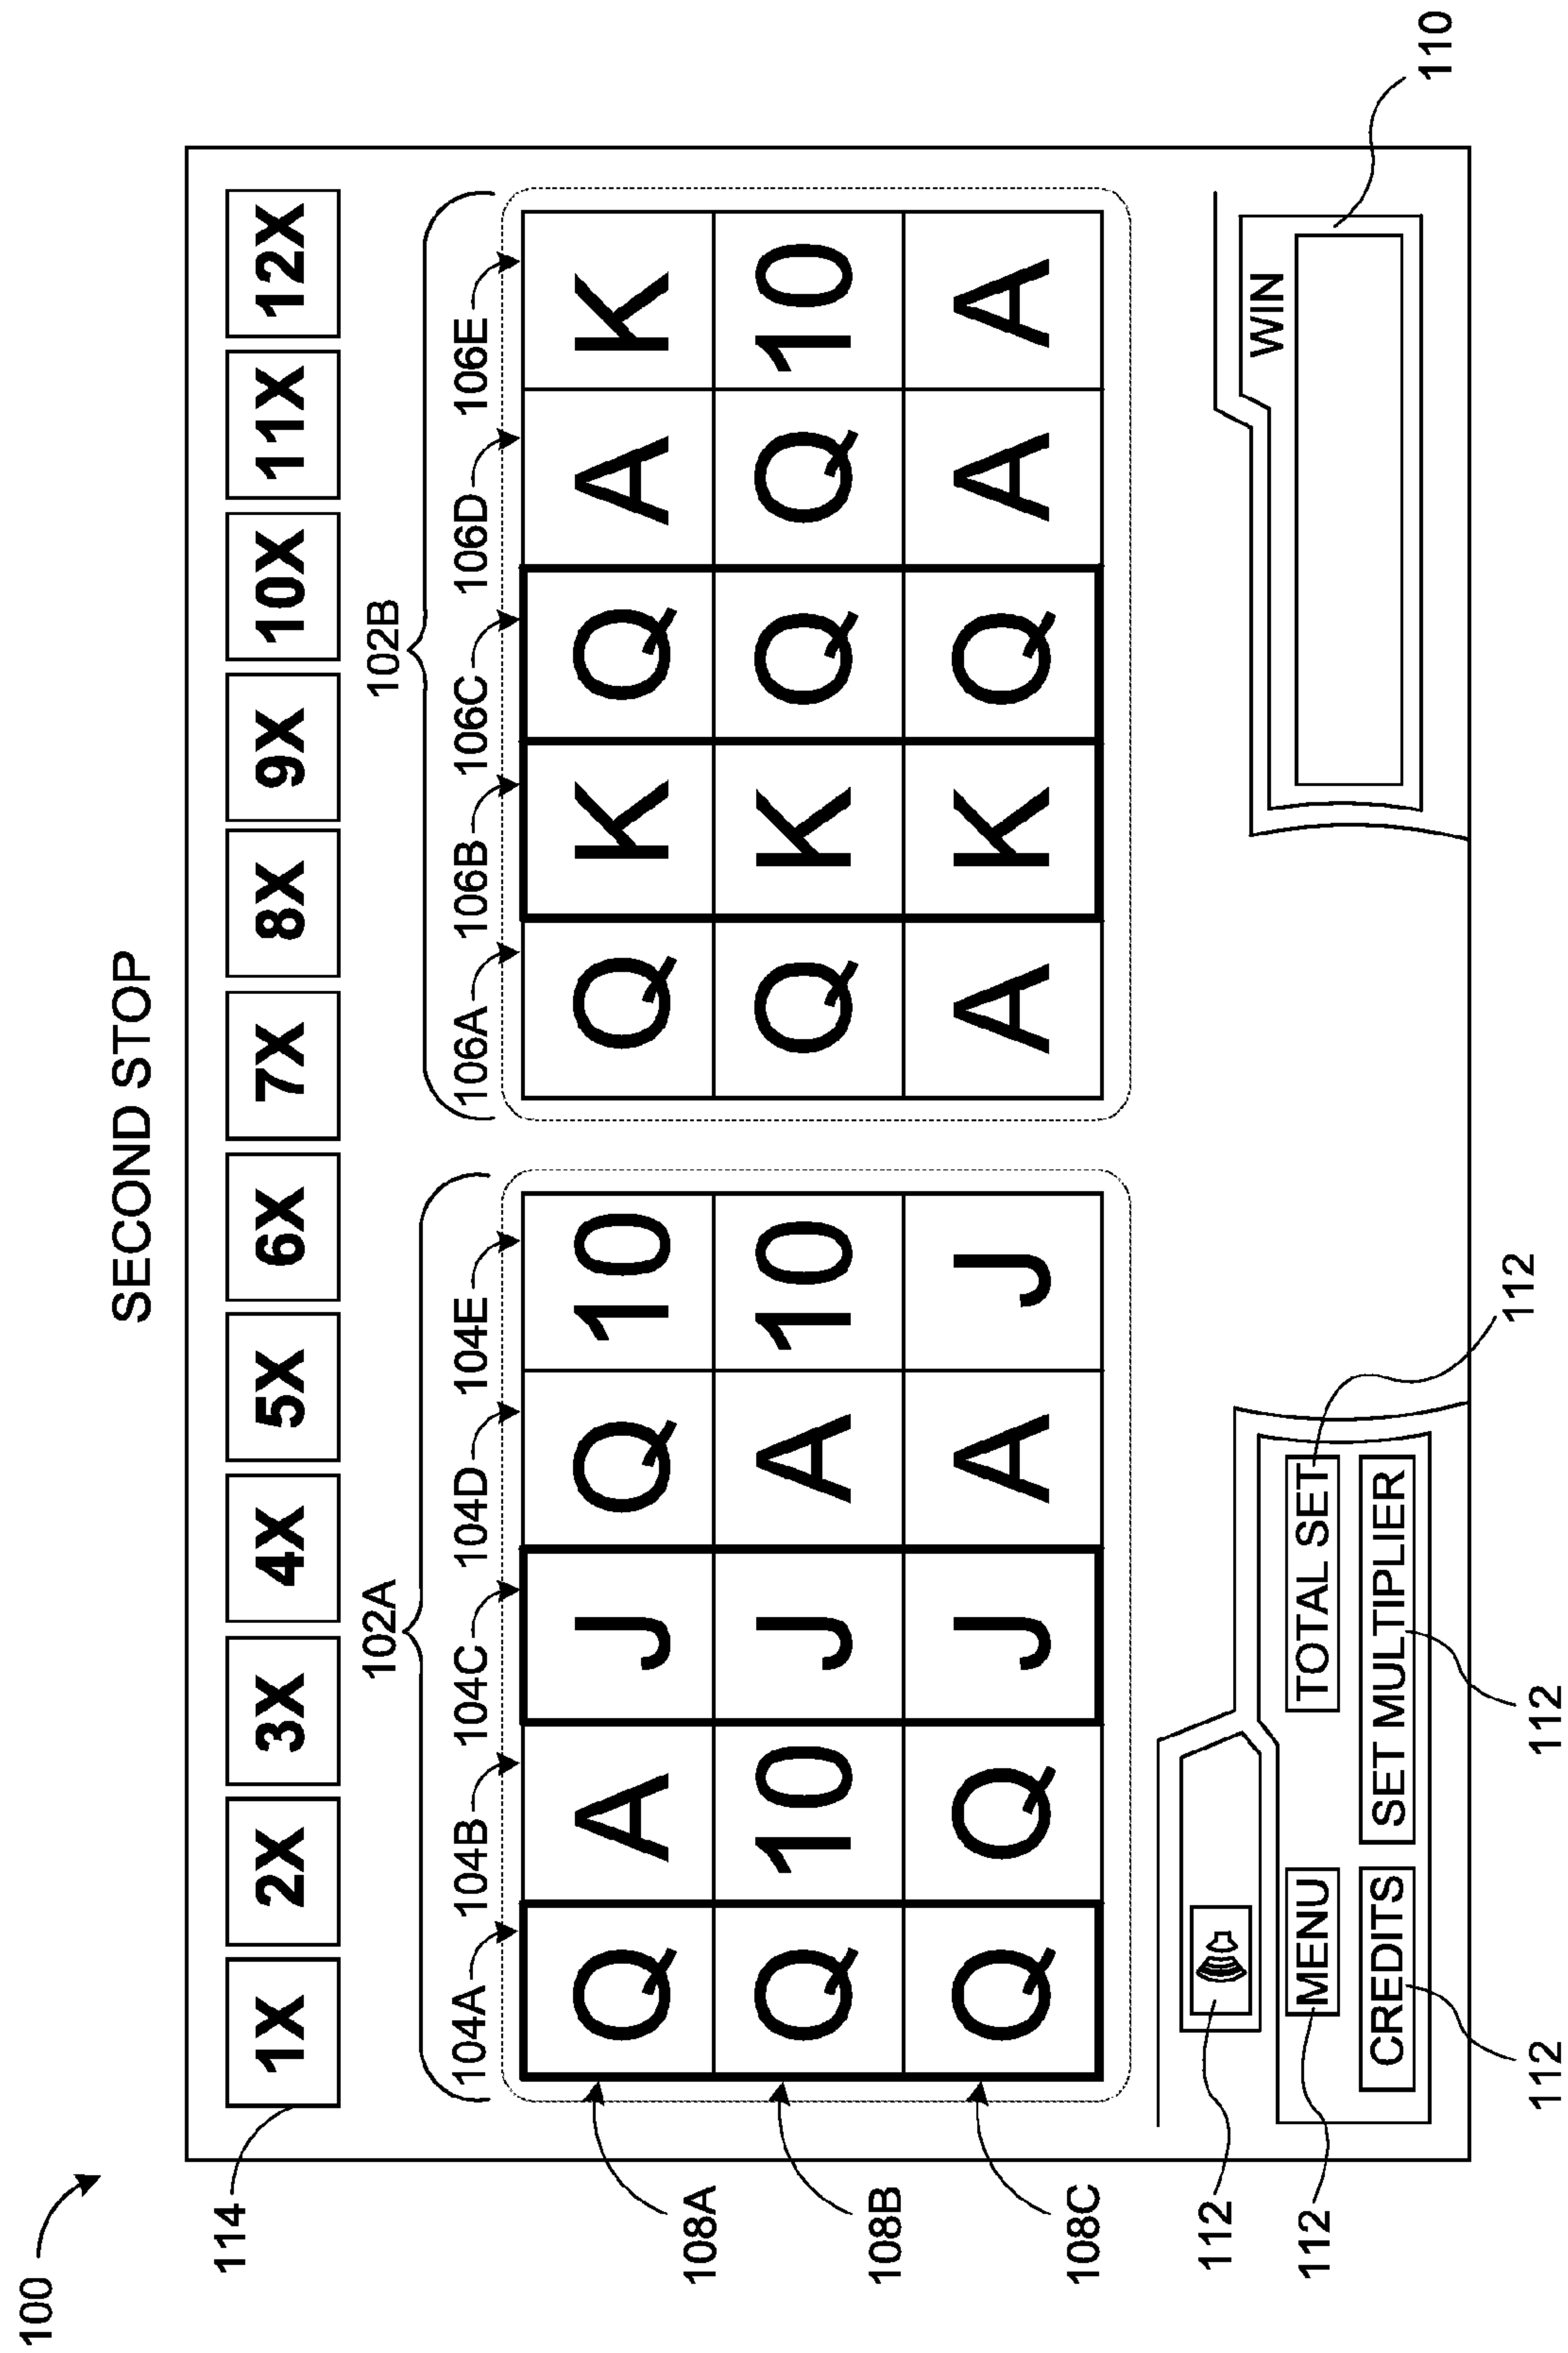 100
SECOND STOP
114
1X 2X 3X 4X 5X 6X 7X 8X 9X 10X 11X 12X
102A 102B
104A 104B 104C 104D 104E 106A 106B 106C 106D 106E
108A Q A J Q 10 Q K Q A K
108B Q 10 J A 10 Q K Q Q 10
108C Q Q J A J A K Q A A
112
WIN
112 MENU TOTAL SET
CREDITS SET MULTIPLIER
110
112 112 112